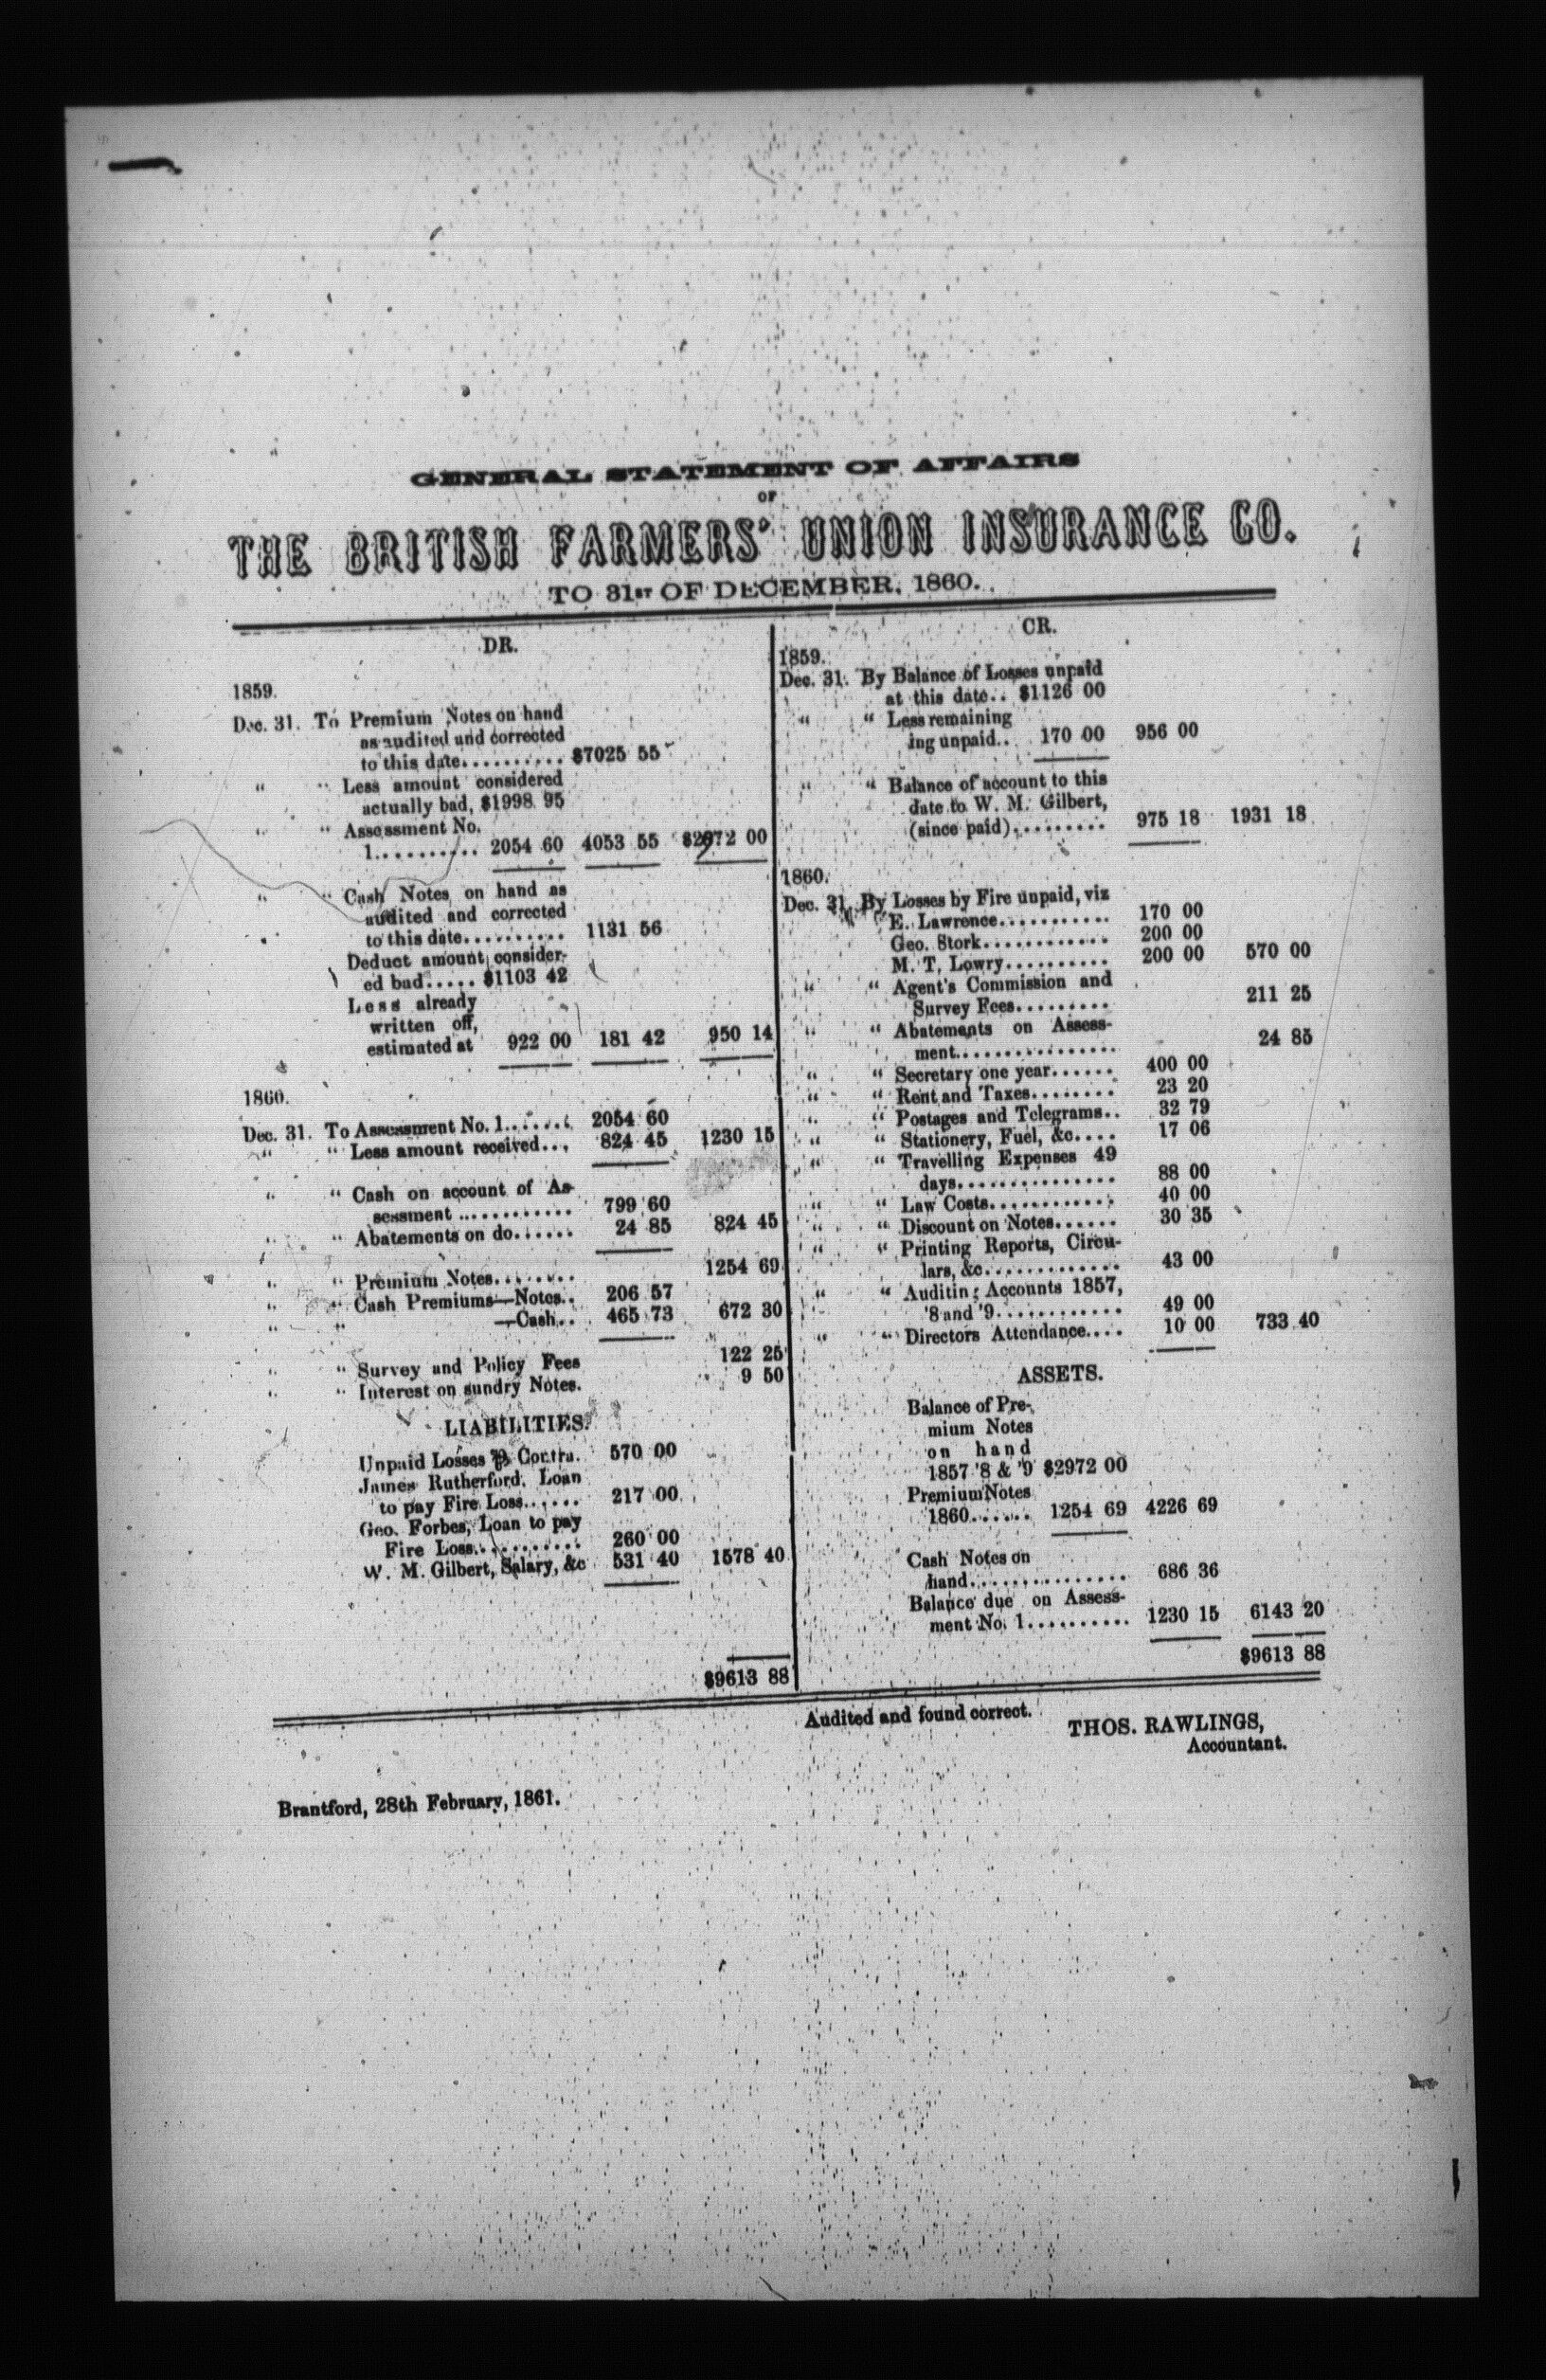 GENERAL STATEMENT OF AFFAIRS
OF
THE BRITISH FARMERS' UNION INSURANCE CO.
TO 31ST OF DECEMBER, 1860.
DR.
1859.
Dec. 31. To Premium Notes on hand
as audited and corrected
to this date.......... $7025 55
" " Less amount considered
actually bad, $1998 95
" " Assessment No.
1.......... 2054 60 4053 55 $2972 00
" " Cash Notes on hand as
audited and corrected
to this date.......... 1131 56
Deduct amount consider-
ed bad..... $1103 42
Less already
written off,
estimated at 922 00 181 42 950 14
1860.
Dec. 31. To Assessment No. 1...... 2054 60
" " Less amount received... 824 45 1230 15
" " Cash on account of As-
sessment ........... 799 60
" " Abatements on do...... 24 85 824 45
" " Premium Notes........ 1254 69
" " Cash Premiums—Notes.. 206 57
" " —Cash.. 465 73 672 30
" " Survey and Policy Fees 122 25
" " Interest on sundry Notes. 9 50
LIABILITIES.
Unpaid Losses Contra. 570 00
James Rutherford, Loan
to pay Fire Loss...... 217 00
Geo. Forbes, Loan to pay
Fire Loss........... 260 00
W. M. Gilbert, Salary, &c 531 40 1578 40
$9613 88
CR.
1859.
Dec. 31. By Balance of Losses unpaid
at this date.. $1126 00
" " Less remaining
ing unpaid.. 170 00 956 00
" " Balance of account to this
date to W. M. Gilbert,
(since paid)......... 975 18 1931 18
1860.
Dec. 31. By Losses by Fire unpaid, viz
E. Lawrence........... 170 00
Geo. Stork............ 200 00
M. T. Lowry.......... 200 00 570 00
" " Agent's Commission and
Survey Fees......... 211 25
" " Abatements on Assess-
ment................ 24 85
" " Secretary one year...... 400 00
" " Rent and Taxes........ 23 20
" " Postages and Telegrams.. 32 79
" " Stationery, Fuel, &c.... 17 06
" " Travelling Expenses 49
days............... 88 00
" " Law Costs............ 40 00
" " Discount on Notes...... 30 35
" " Printing Reports, Circu-
lars, &c............. 43 00
" " Auditing Accounts 1857,
'8 and '9............ 49 00
" " Directors Attendance.... 10 00 733 40
ASSETS.
Balance of Pre-
mium Notes
on hand
1857 '8 & '9 $2972 00
Premium Notes
1860...... 1254 69 4226 69
Cash Notes on
hand............... 686 36
Balance due on Assess-
ment No. 1.......... 1230 15 6143 20
$9613 88
Audited and found correct.
THOS. RAWLINGS,
Accountant.
Brantford, 28th February, 1861.